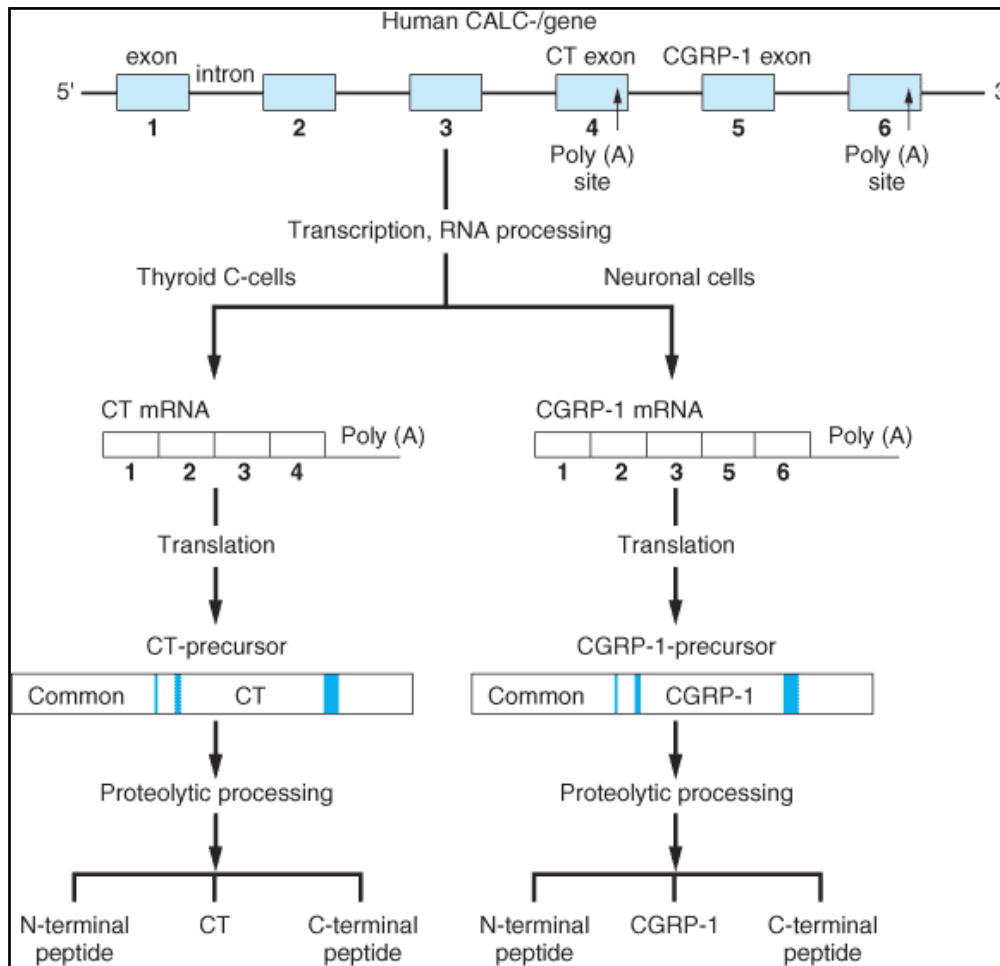 Human CALC-/gene
exon
intron
CT exon
CGRP-1 exon
5'
1
2
3
4
5
6
Poly (A)
site
Poly (A)
site
Transcription, RNA processing
Thyroid C-cells
Neuronal cells
CT mRNA
Poly (A)
1 2 3 4
CGRP-1 mRNA
Poly (A)
1 2 3 5 6
Translation
Translation
CT-precursor
Common
CT
CGRP-1-precursor
Common
CGRP-1
Proteolytic processing
Proteolytic processing
N-terminal
peptide
CT
C-terminal
peptide
N-terminal
peptide
CGRP-1
C-terminal
peptide